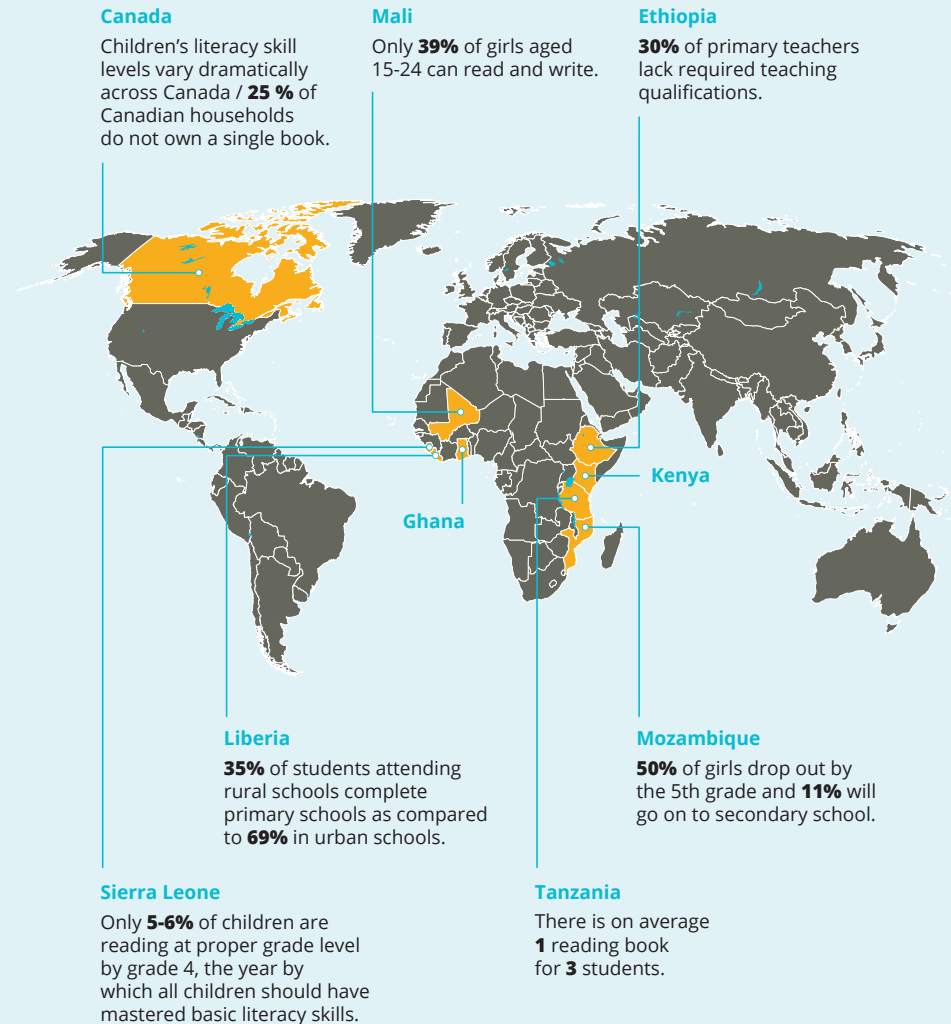 Canada
Children’s literacy skill
levels vary dramatically
across Canada / 25 % of
Canadian households
do not own a single book.
Mali
Only 39% of girls aged
15-24 can read and write.
Ethiopia
30% of primary teachers
lack required teaching
qualifications.
Kenya
Ghana
Liberia
35% of students attending
rural schools complete
primary schools as compared
to 69% in urban schools.
Mozambique
50% of girls drop out by
the 5th grade and 11% will
go on to secondary school.
Sierra Leone
Only 5-6% of children are
reading at proper grade level
by grade 4, the year by
which all children should have
mastered basic literacy skills.
Tanzania
There is on average
1 reading book
for 3 students.